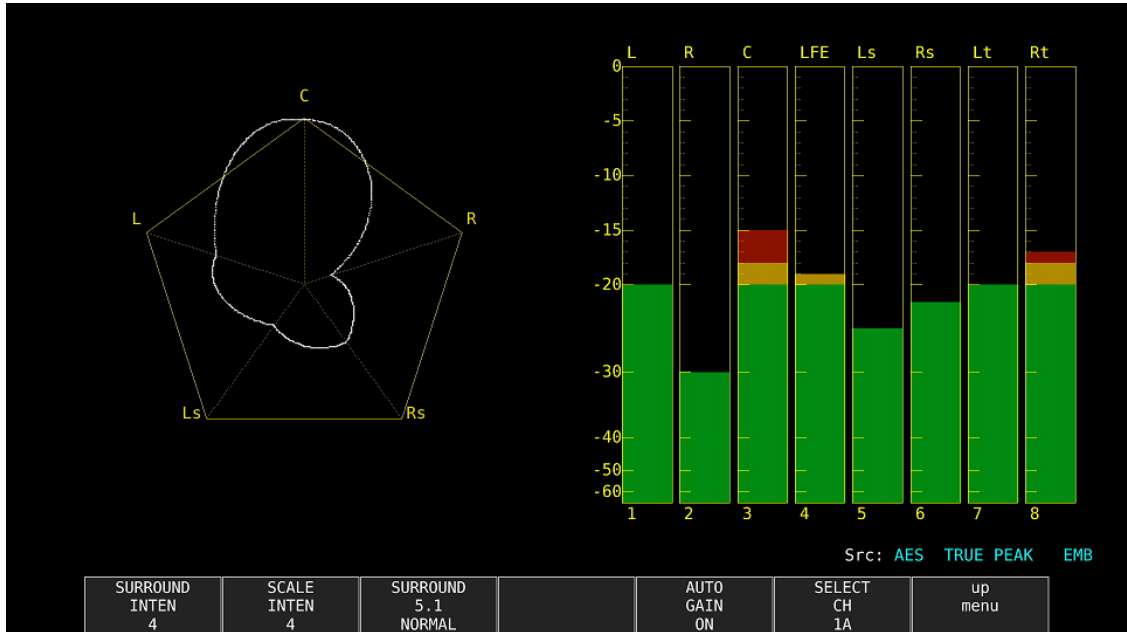 C
L
R
Ls
Rs
L R C LFE Ls Rs Lt Rt
0
-5
-10
-15
-20
-30
-40
-50
-60
1 2 3 4 5 6 7 8
Src: AES TRUE PEAK EMB
SURROUND INTEN 4
SCALE INTEN 4
SURROUND 5.1 NORMAL
AUTO GAIN ON
SELECT CH 1A
up menu